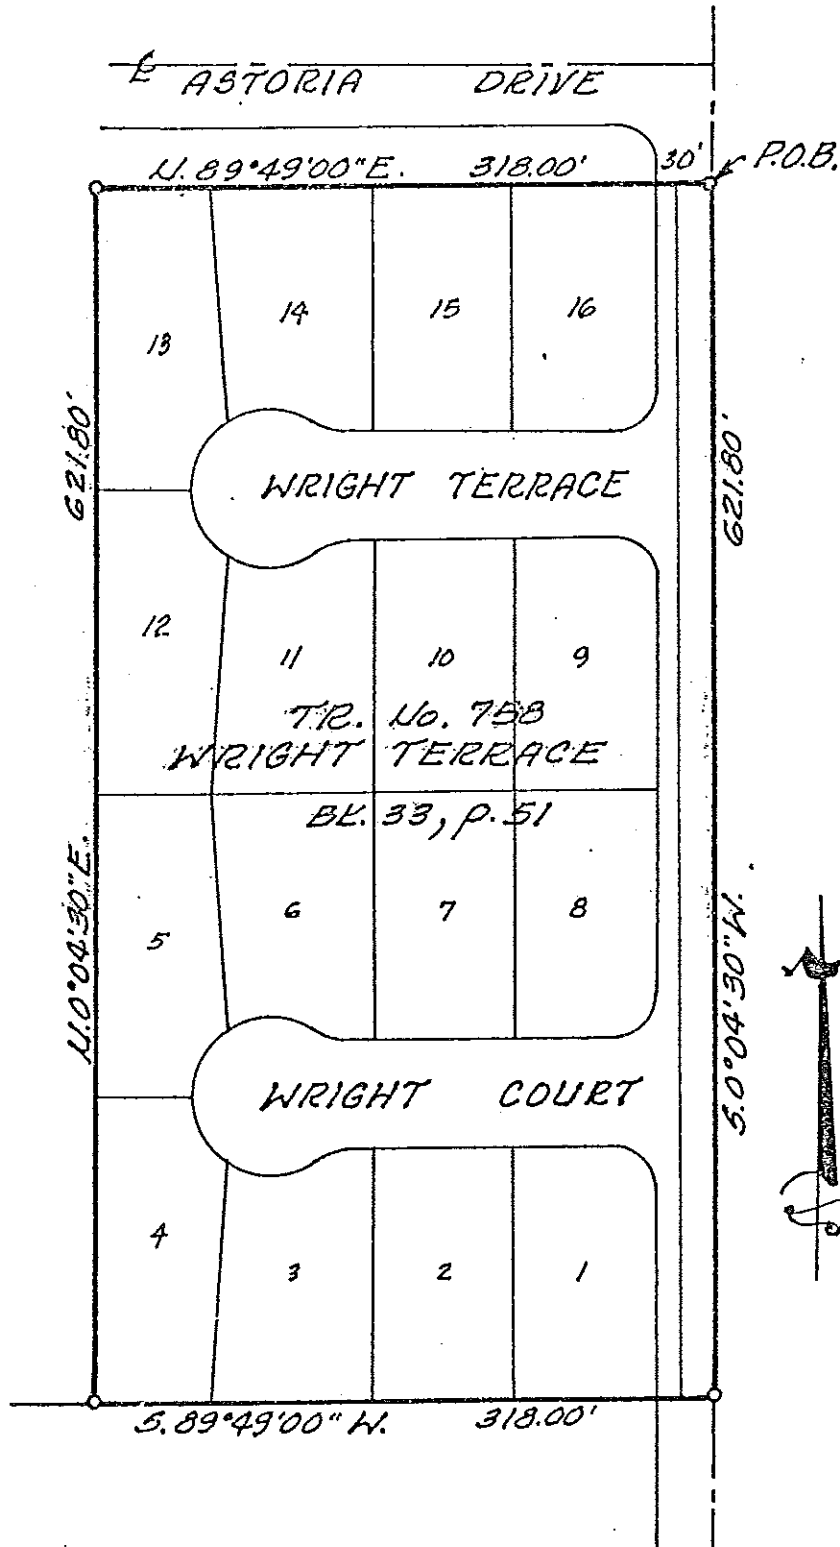 ℄ ASTORIA DRIVE
N. 89°49'00"E. 318.00' 30' P.O.B.
13
14
15
16
621.80'
WRIGHT TERRACE
621.80'
12
11
10
9
TR. No. 758
WRIGHT TERRACE
BK. 33, P. 51
N.0°04'30"E.
5
6
7
8
S.0°04'30"W.
WRIGHT COURT
4
3
2
1
S. 89°49'00" W. 318.00'